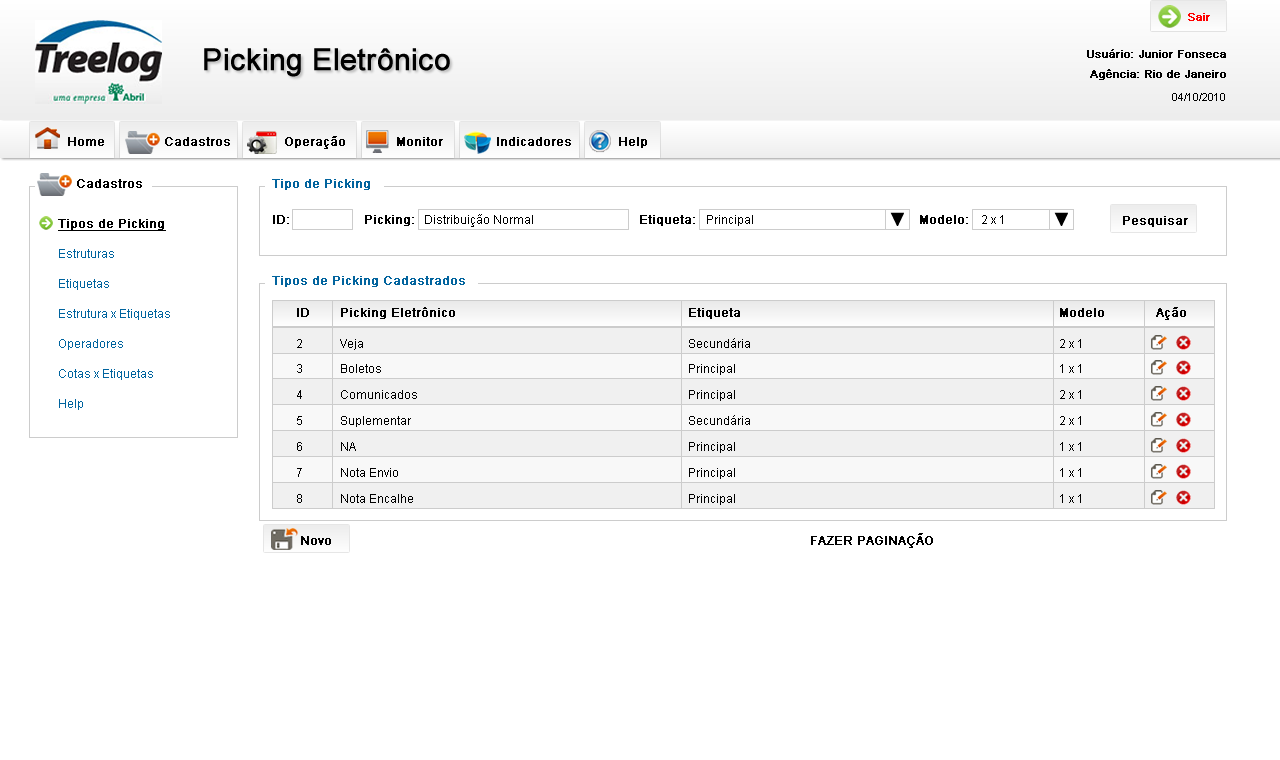 Sair
Treelog
uma empresa Abril
Picking Eletrônico
Usuário: Junior Fonseca
Agência: Rio de Janeiro
04/10/2010
Home Cadastros Operação Monitor Indicadores Help
Cadastros
Tipos de Picking
Estruturas
Etiquetas
Estrutura x Etiquetas
Operadores
Cotas x Etiquetas
Help
Tipo de Picking
ID: Picking: Distribuição Normal Etiqueta: Principal Modelo: 2 x 1 Pesquisar
Tipos de Picking Cadastrados
ID Picking Eletrônico Etiqueta Modelo Ação
2 Veja Secundária 2 x 1
3 Boletos Principal 1 x 1
4 Comunicados Principal 2 x 1
5 Suplementar Secundária 2 x 1
6 NA Principal 1 x 1
7 Nota Envio Principal 1 x 1
8 Nota Encalhe Principal 1 x 1
Novo FAZER PAGINAÇÃO